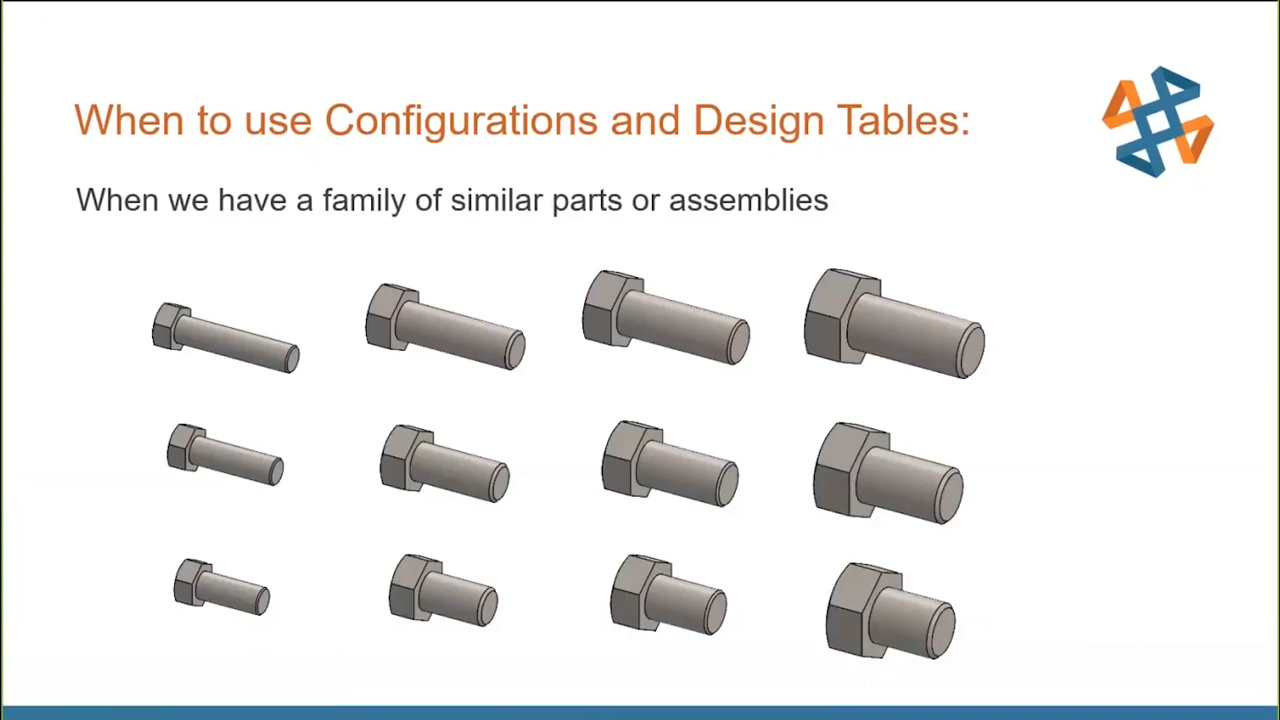 When to use Configurations and Design Tables:
When we have a family of similar parts or assemblies